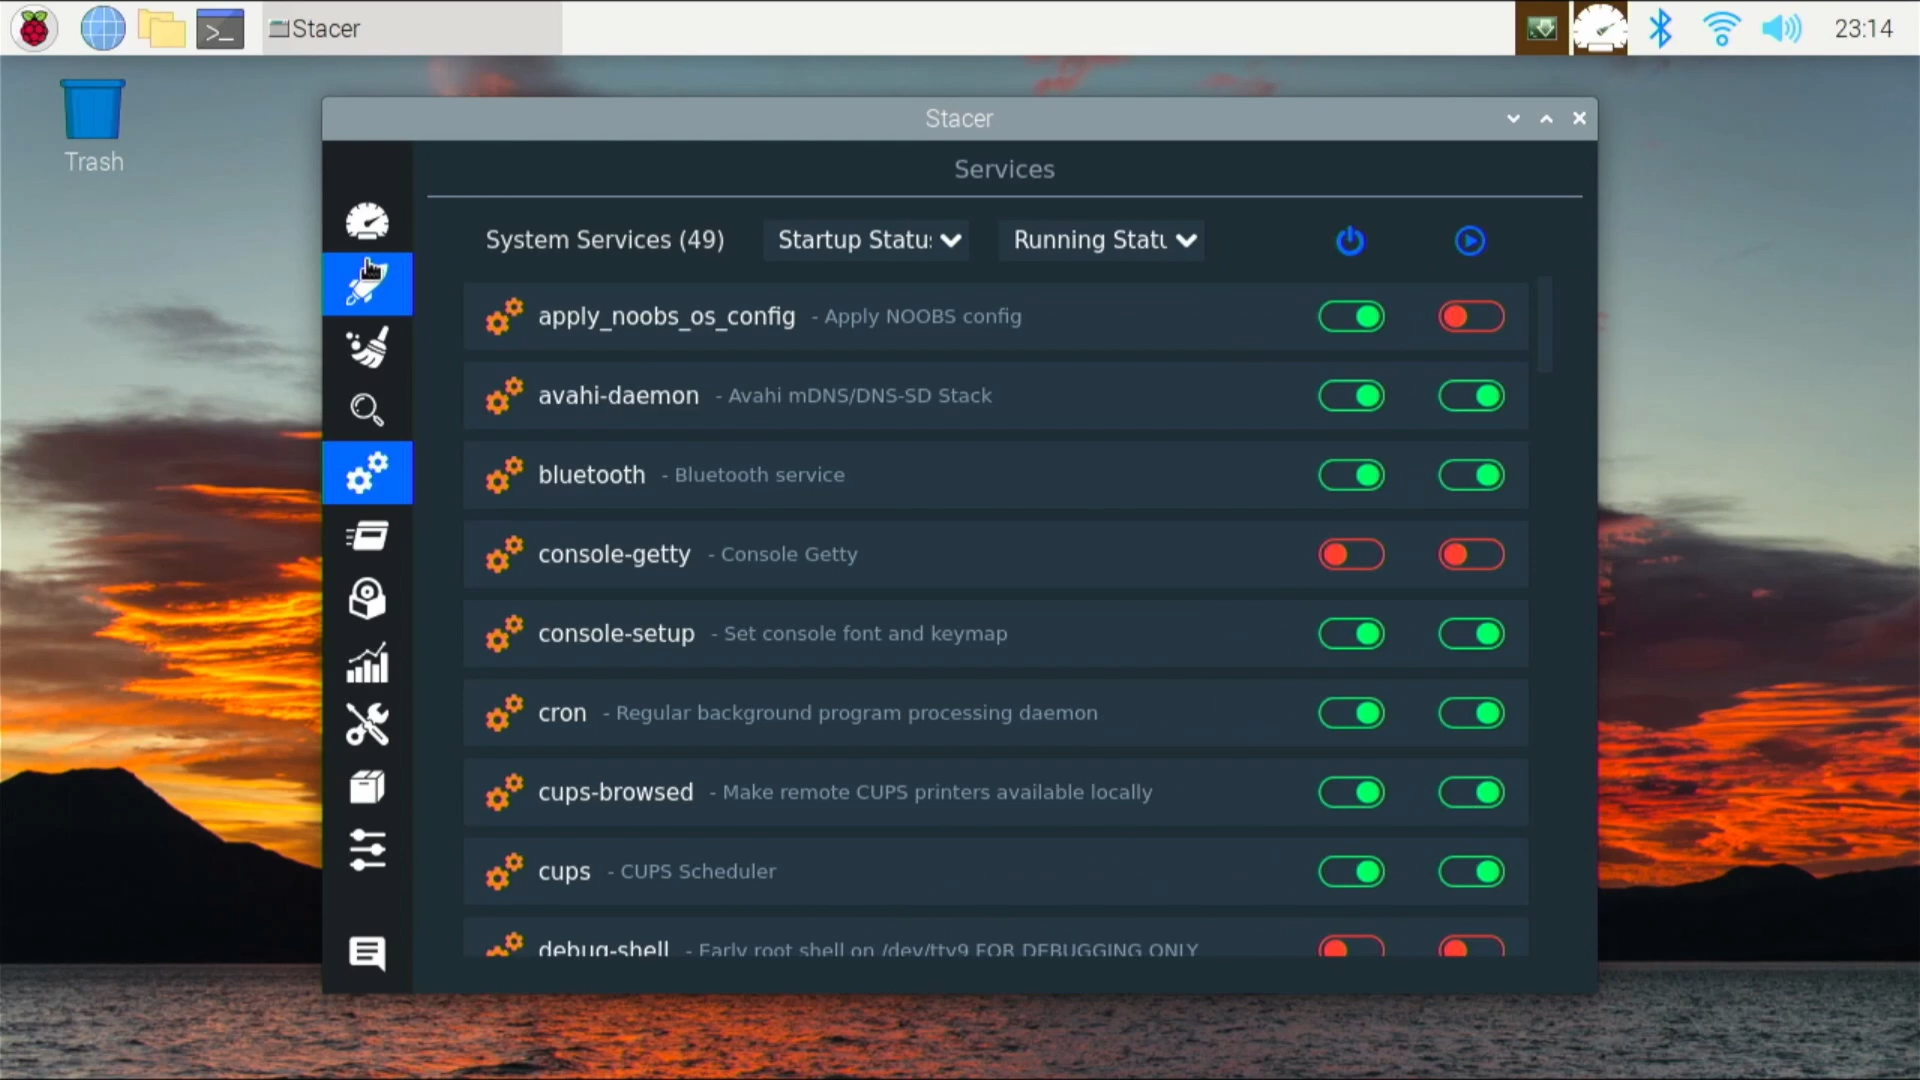 Stacer
23:14
Trash
Stacer
Services
System Services (49)
Startup Statu:
Running Statu
apply_noobs_os_config - Apply NOOBS config
avahi-daemon - Avahi mDNS/DNS-SD Stack
bluetooth - Bluetooth service
console-getty - Console Getty
console-setup - Set console font and keymap
cron - Regular background program processing daemon
cups-browsed - Make remote CUPS printers available locally
cups - CUPS Scheduler
debug-shell - Early root shell on /dev/tty9 FOR DEBUGGING ONLY